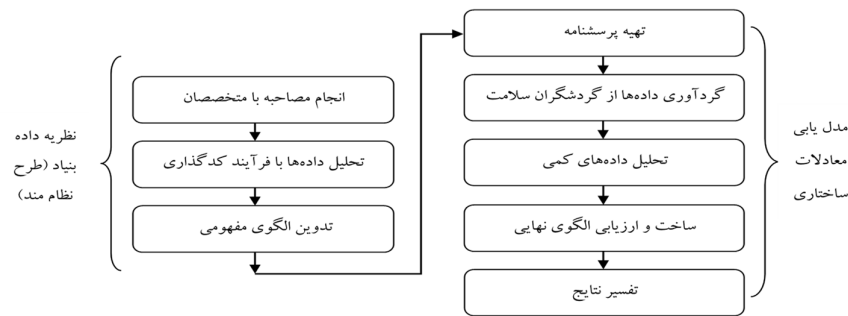 نظریه داده
بنیاد (طرح
نظام مند)
انجام مصاحبه با متخصصان
تحلیل داده‌ها با فرآیند کدگذاری
تدوین الگوی مفهومی
تهیه پرسشنامه
گردآوری داده‌ها از گردشگران سلامت
تحلیل داده‌های کمی
ساخت و ارزیابی الگوی نهایی
تفسیر نتایج
مدل یابی
معادلات
ساختاری